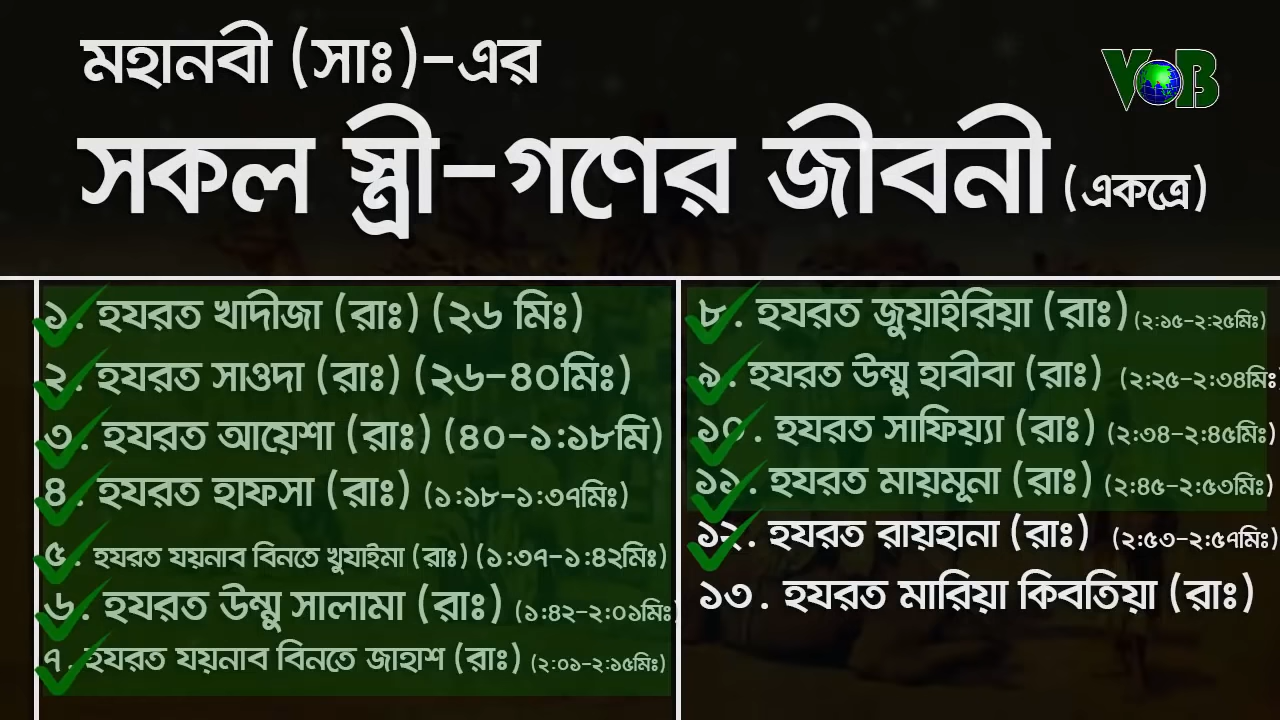 মহানবী (সাঃ)-এর
VOB
সকল স্ত্রী-গণের জীবনী (একত্রে)
১. হযরত খাদীজা (রাঃ) (২৬ মিঃ)
২. হযরত সাওদা (রাঃ) (২৬-৪০মিঃ)
৩. হযরত আয়েশা (রাঃ) (৪০-১:১৮মি)
৪. হযরত হাফসা (রাঃ) (১:১৮-১:৩৭মিঃ)
৫. হযরত যয়নাব বিনতে খুযাইমা (রাঃ) (১:৩৭-১:৪২মিঃ)
৬. হযরত উম্মু সালামা (রাঃ) (১:৪২-২:০১মিঃ)
৭. হযরত যয়নাব বিনতে জাহাশ (রাঃ) (২:০১-২:১৫মিঃ)
৮. হযরত জুয়াইরিয়া (রাঃ) (২:১৫-২:২৫মিঃ)
৯. হযরত উম্মু হাবীবা (রাঃ) (২:২৫-২:৩৪মিঃ
১০. হযরত সাফিয়্যা (রাঃ) (২:৩৪-২:৪৫মিঃ)
১১. হযরত মায়মূনা (রাঃ) (২:৪৫-২:৫৩মিঃ)
১২. হযরত রায়হানা (রাঃ) (২:৫৩-২:৫৭মিঃ)
১৩. হযরত মারিয়া কিবতিয়া (রাঃ)